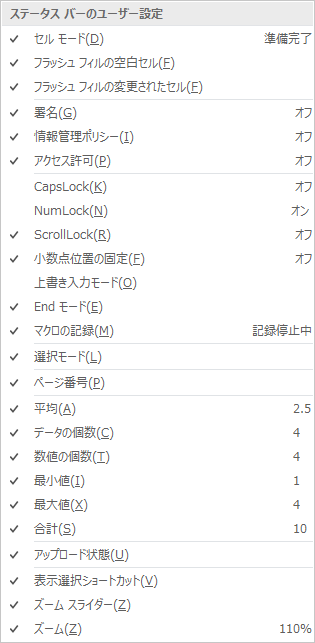 ステータス バーのユーザー設定
セル モード(D) 準備完了
フラッシュ フィルの空白セル(F)
フラッシュ フィルの変更されたセル(F)
署名(G) オフ
情報管理ポリシー(I) オフ
アクセス許可(P) オフ
CapsLock(K) オフ
NumLock(N) オン
ScrollLock(R) オフ
小数点位置の固定(F) オフ
上書き入力モード(O)
End モード(E)
マクロの記録(M) 記録停止中
選択モード(L)
ページ番号(P)
平均(A) 2.5
データの個数(C) 4
数値の個数(T) 4
最小値(I) 1
最大値(X) 4
合計(S) 10
アップロード状態(U)
表示選択ショートカット(V)
ズーム スライダー(Z)
ズーム(Z) 110%